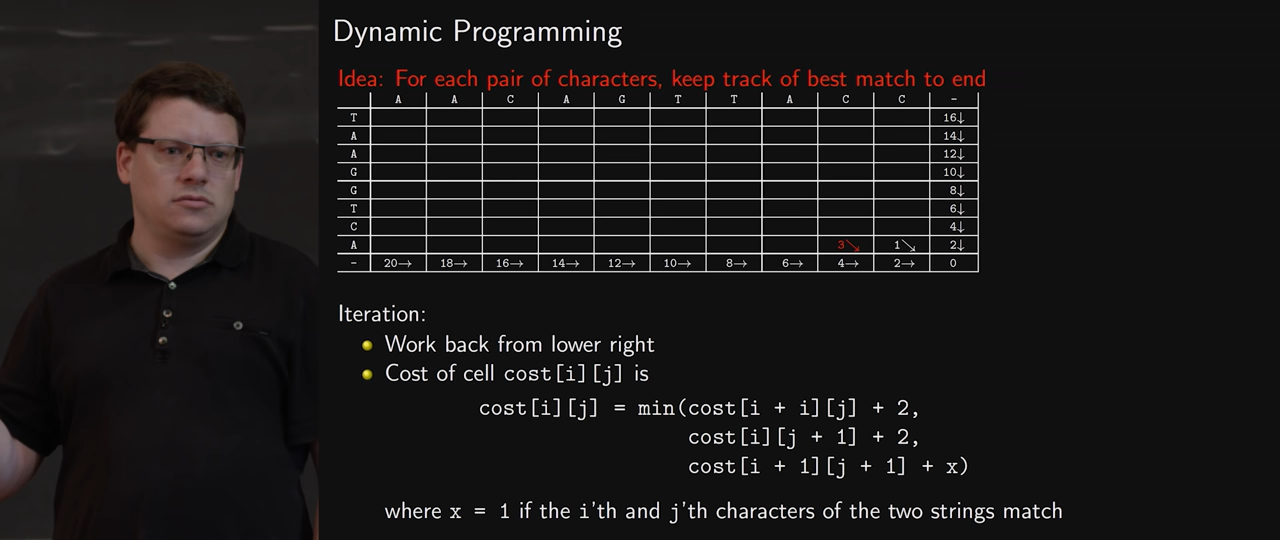 Dynamic Programming
Idea: For each pair of characters, keep track of best match to end
A A C A G T T A C C -
T 16↓
A 14↓
A 12↓
G 10↓
G 8↓
T 6↓
C 4↓
A 3↘ 1↘ 2↓
- 20→ 18→ 16→ 14→ 12→ 10→ 8→ 6→ 4→ 2→ 0
Iteration:
Work back from lower right
Cost of cell cost[i][j] is
cost[i][j] = min(cost[i + i][j] + 2,
cost[i][j + 1] + 2,
cost[i + 1][j + 1] + x)
where x = 1 if the i'th and j'th characters of the two strings match